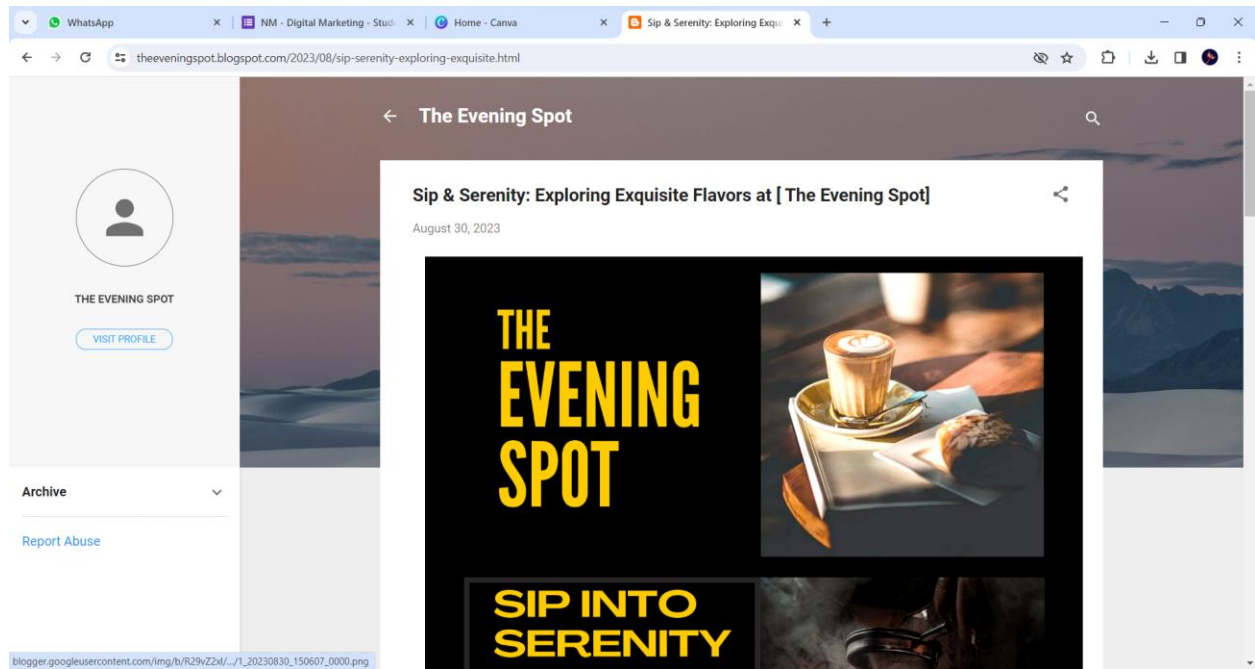 WhatsApp
NM - Digital Marketing - Stud
Home - Canva
Sip & Serenity: Exploring Exqui
theeveningspot.blogspot.com/2023/08/sip-serenity-exploring-exquisite.html
The Evening Spot
Sip & Serenity: Exploring Exquisite Flavors at [ The Evening Spot]
August 30, 2023
THE EVENING SPOT
VISIT PROFILE
Archive
Report Abuse
THE
EVENING
SPOT
SIP INTO
SERENITY
blogger.googleusercontent.com/img/b/R29vZ2xl/.../1_20230830_150607_0000.png